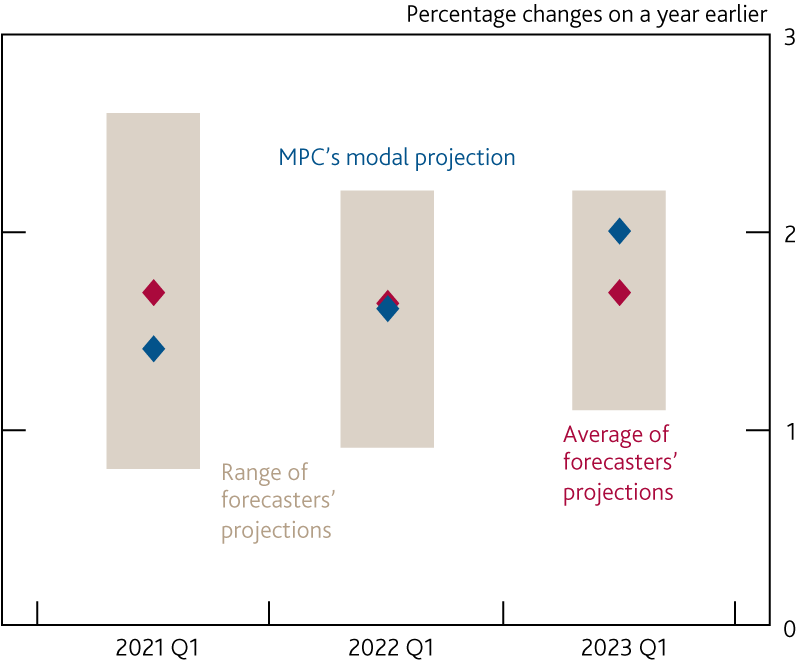 Percentage changes on a year earlier
3
MPC’s modal projection
2
1
Average of
forecasters’
projections
Range of
forecasters’
projections
0
2021 Q1
2022 Q1
2023 Q1